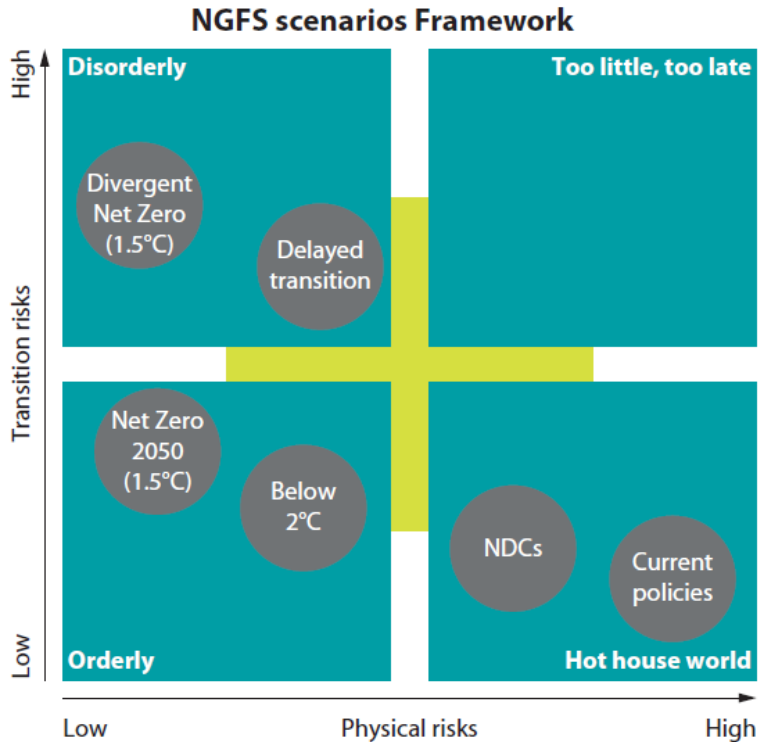 NGFS scenarios Framework
High
Disorderly
Too little, too late
Divergent
Net Zero
(1.5°C)
Delayed
transition
Transition risks
Net Zero
2050
(1.5°C)
Below
2°C
NDCs
Current
policies
Low
Orderly
Hot house world
Low
Physical risks
High